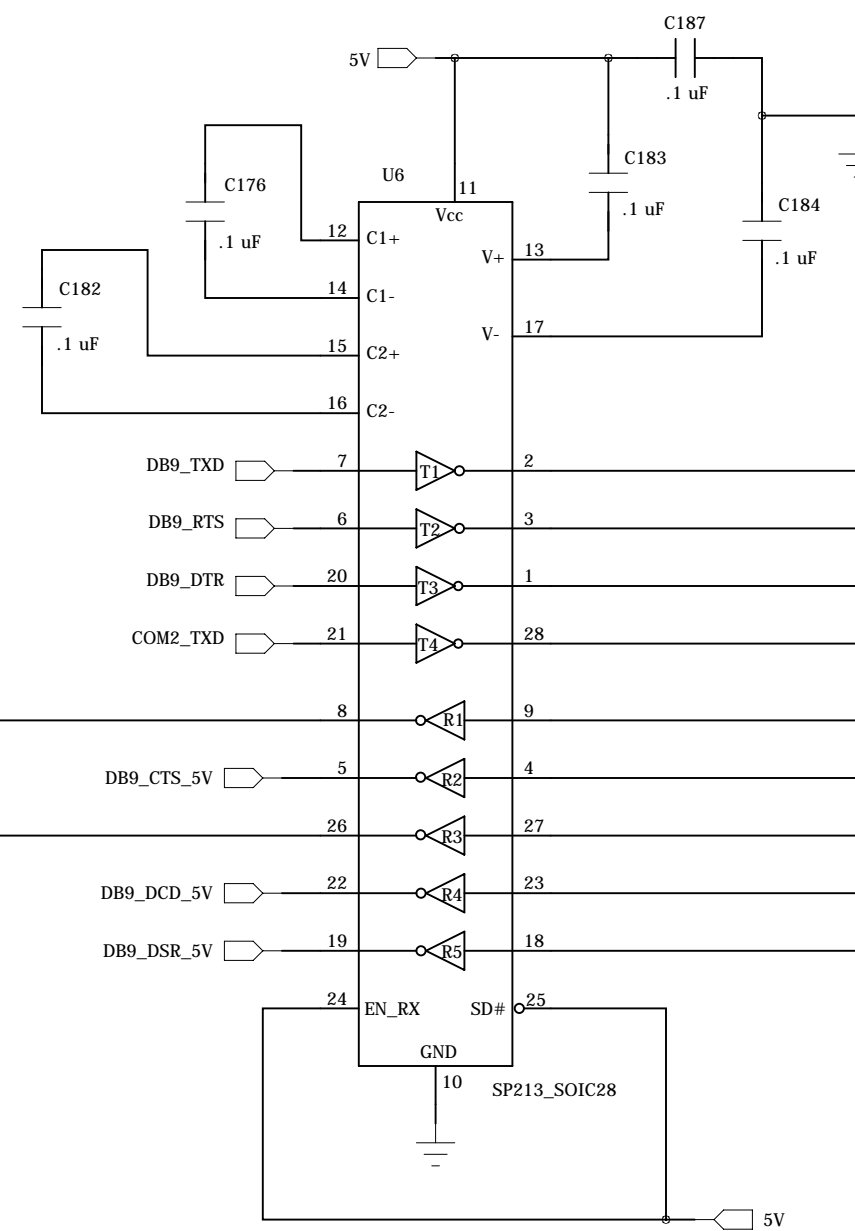 C187
5V
.1 uF
C183
U6
C176
11
.1 uF
C184
Vcc
12
C1+
.1 uF
V+
13
.1 uF
C182
14
C1-
.1 uF
V-
17
15
C2+
16
C2-
DB9_TXD
7
T1
2
DB9_RTS
6
T2
3
DB9_DTR
20
T3
1
COM2_TXD
21
T4
28
8
R1
9
DB9_CTS_5V
5
R2
4
26
R3
27
DB9_DCD_5V
22
R4
23
DB9_DSR_5V
19
R5
18
24
EN_RX
SD#
25
GND
10
SP213_SOIC28
5V